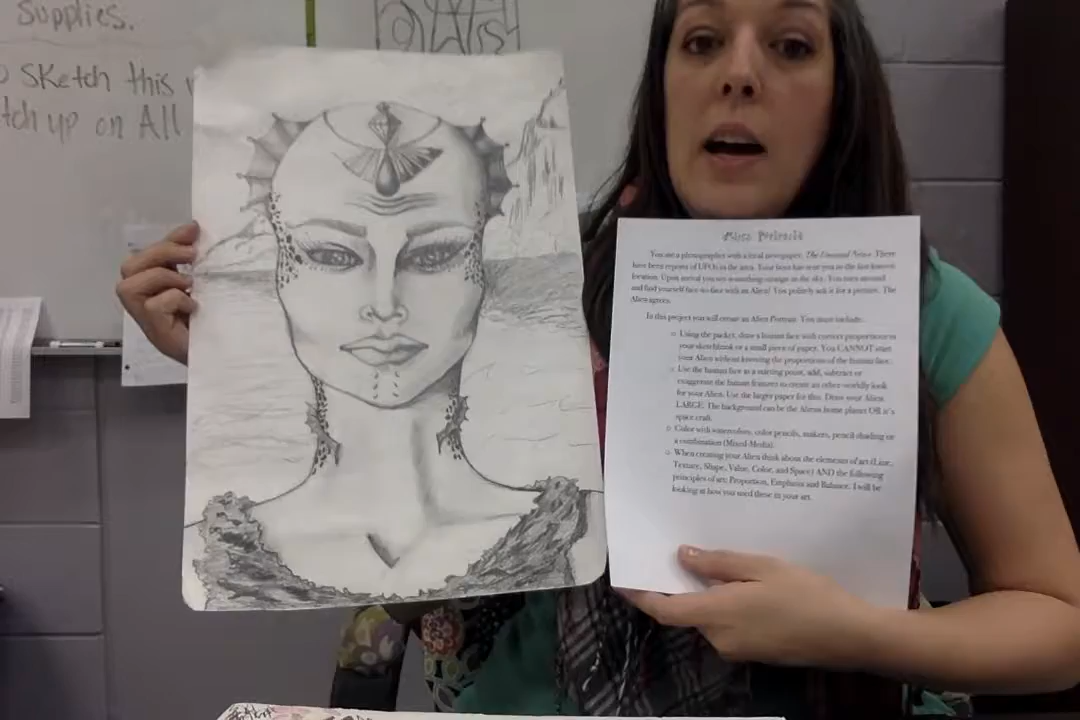 Supplies.
Sketch this
tch up on All
Alien Portraits
You are a photographer with a local newspaper, The Unusual News. There
have been reports of UFOs in the area. Your boss has sent you to the last known
location. Upon arrival you see something strange in the sky. You turn around
and find yourself face-to-face with an Alien! You politely ask it for a portrait. The
Alien agrees.
In this project you will create an Alien Portrait. You must include:
Using the packet, draw a human face with correct proportions in
your sketchbook or a small piece of paper. You CANNOT start
your Alien without knowing the proportions of the human face.
Use the human face as a starting point, add, subtract or
exaggerate the human features to create an other-worldly look
for your Alien. Use the larger paper for this. Draw your Alien
LARGE. The background can be the Aliens home planet OR it's
space craft.
Color with watercolors, color pencils, makers, pencil shading or
a combination (Mixed-Media).
When creating your Alien think about the elements of art (Line,
Texture, Shape, Value, Color, and Space) AND the following
principles of art: Proportion, Emphasis and Balance. I will be
looking at how you used these in your art.